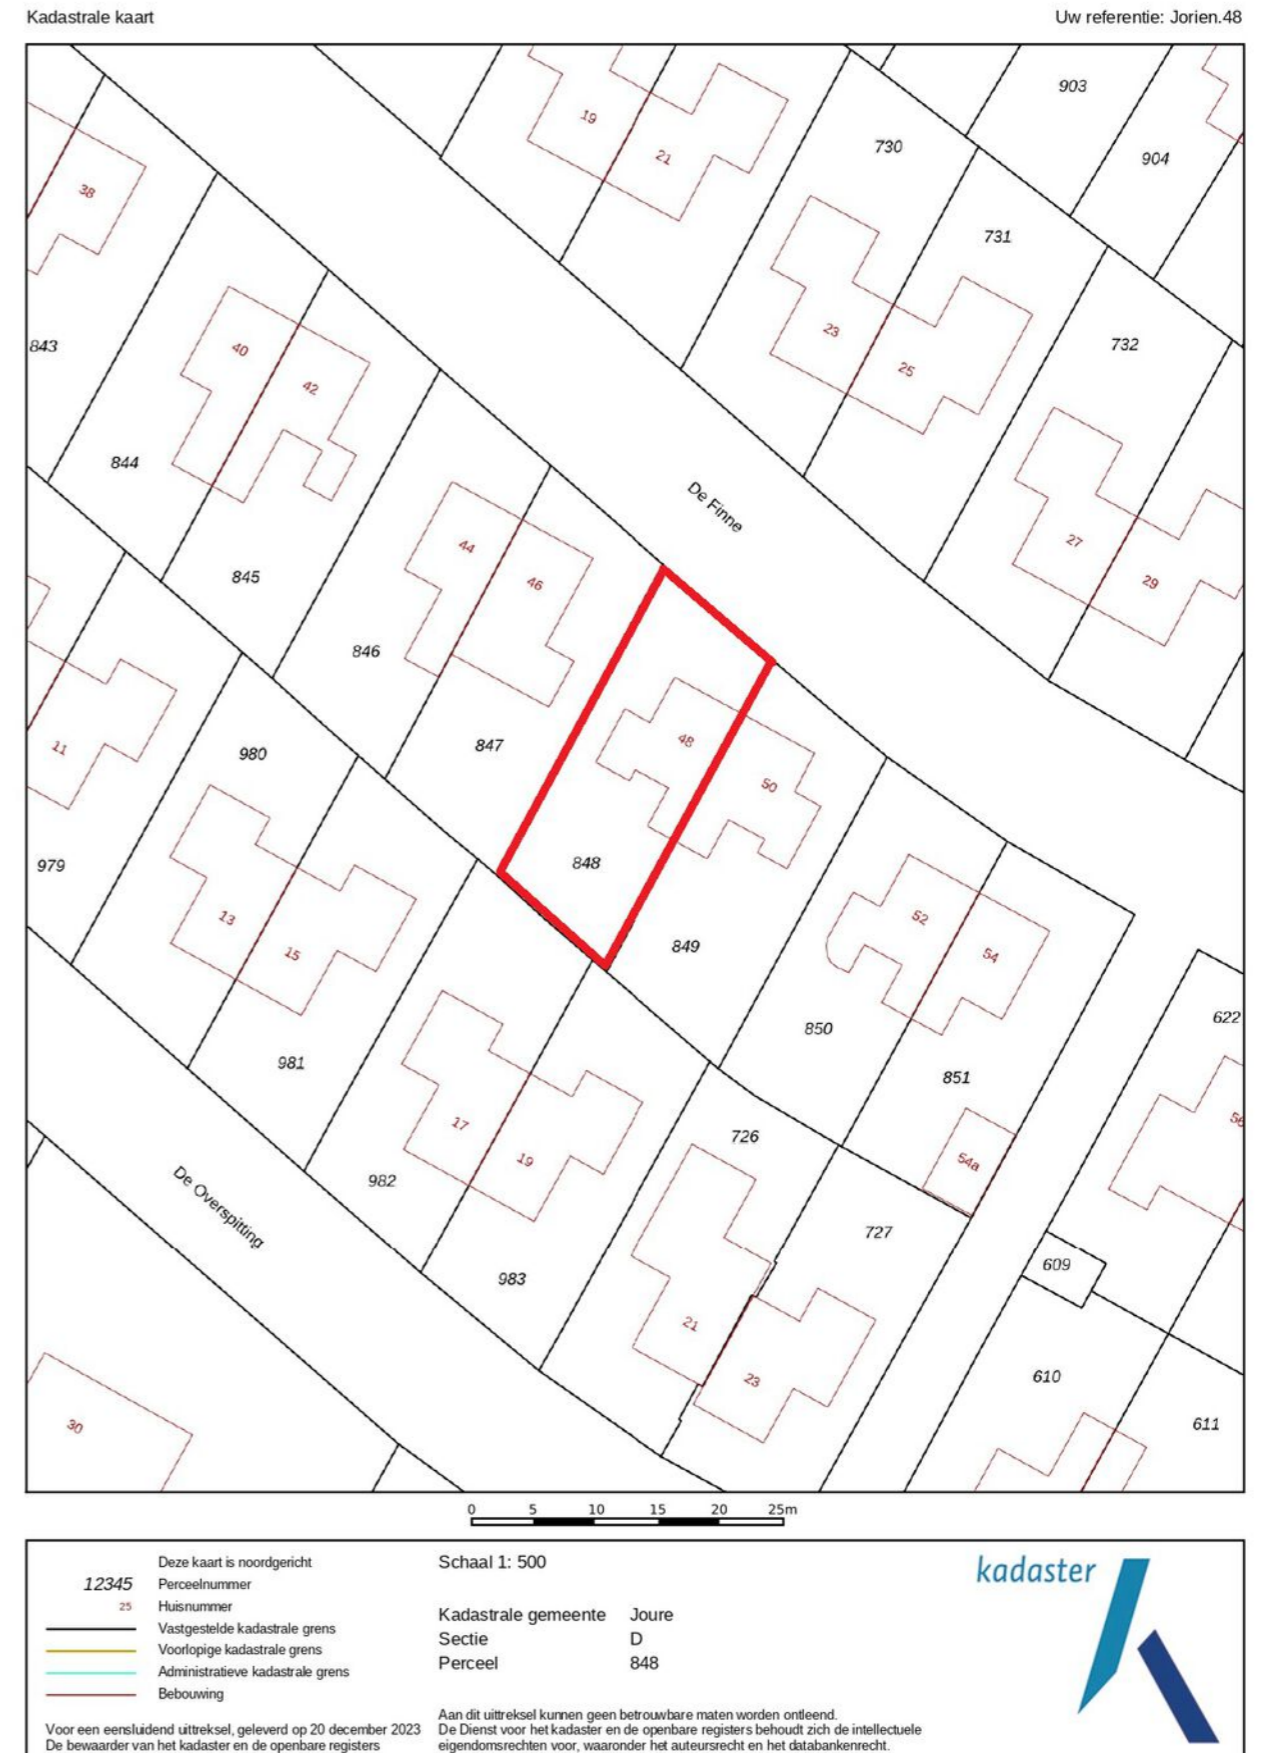 Kadastrale kaart
Uw referentie: Jorien.48
903
19
730
904
21
38
731
843
40
23
732
42
25
844
De Finne
44
27
845
46
29
846
48
847
11
980
50
848
979
13
52
849
15
54
622
850
981
851
56
17
726
19
54a
982
De Overspitting
727
609
983
21
610
23
611
30
0 5 10 15 20 25m
Deze kaart is noordgericht
12345 Perceelnummer
25 Huisnummer
Vastgestelde kadastrale grens
Voorlopige kadastrale grens
Administratieve kadastrale grens
Bebouwing
Voor een eensluidend uittreksel, geleverd op 20 december 2023
De bewaarder van het kadaster en de openbare registers
Schaal 1: 500
Kadastrale gemeente Joure
Sectie D
Perceel 848
Aan dit uittreksel kunnen geen betrouwbare maten worden ontleend.
De Dienst voor het kadaster en de openbare registers behoudt zich de intellectuele
eigendomsrechten voor, waaronder het auteursrecht en het databankenrecht.
kadaster